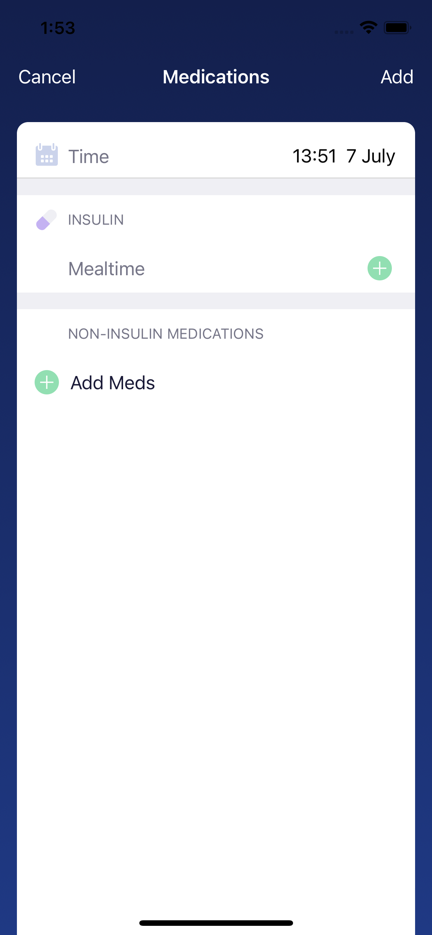 1:53
Cancel Medications Add
Time 13:51 7 July
INSULIN
Mealtime
NON-INSULIN MEDICATIONS
Add Meds